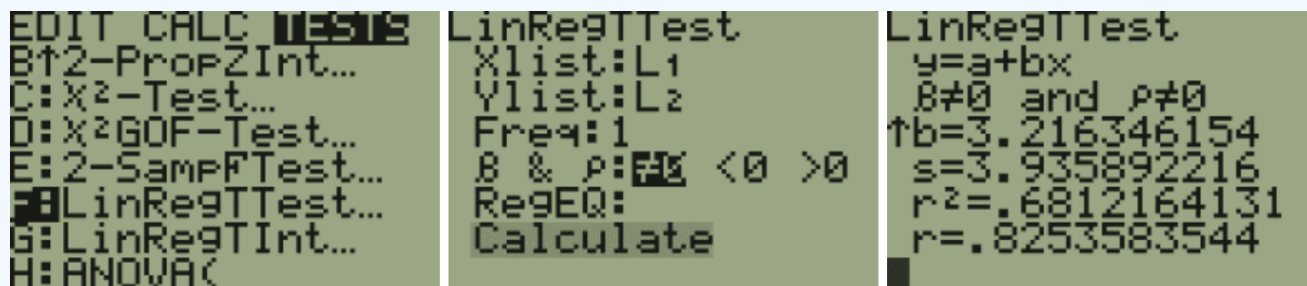 EDIT CALC TESTS
B↑2-PropZInt…
C:χ²-Test…
D:χ²GOF-Test…
E:2-SampFTest…
F:LinRegTTest…
G:LinRegTInt…
H:ANOVA(
LinRegTTest
Xlist:L₁
Ylist:L₂
Freq:1
β & ρ:≠0 <0 >0
RegEQ:
Calculate
LinRegTTest
y=a+bx
β≠0 and ρ≠0
↑b=3.216346154
s=3.935892216
r²=.6812164131
r=.8253583544